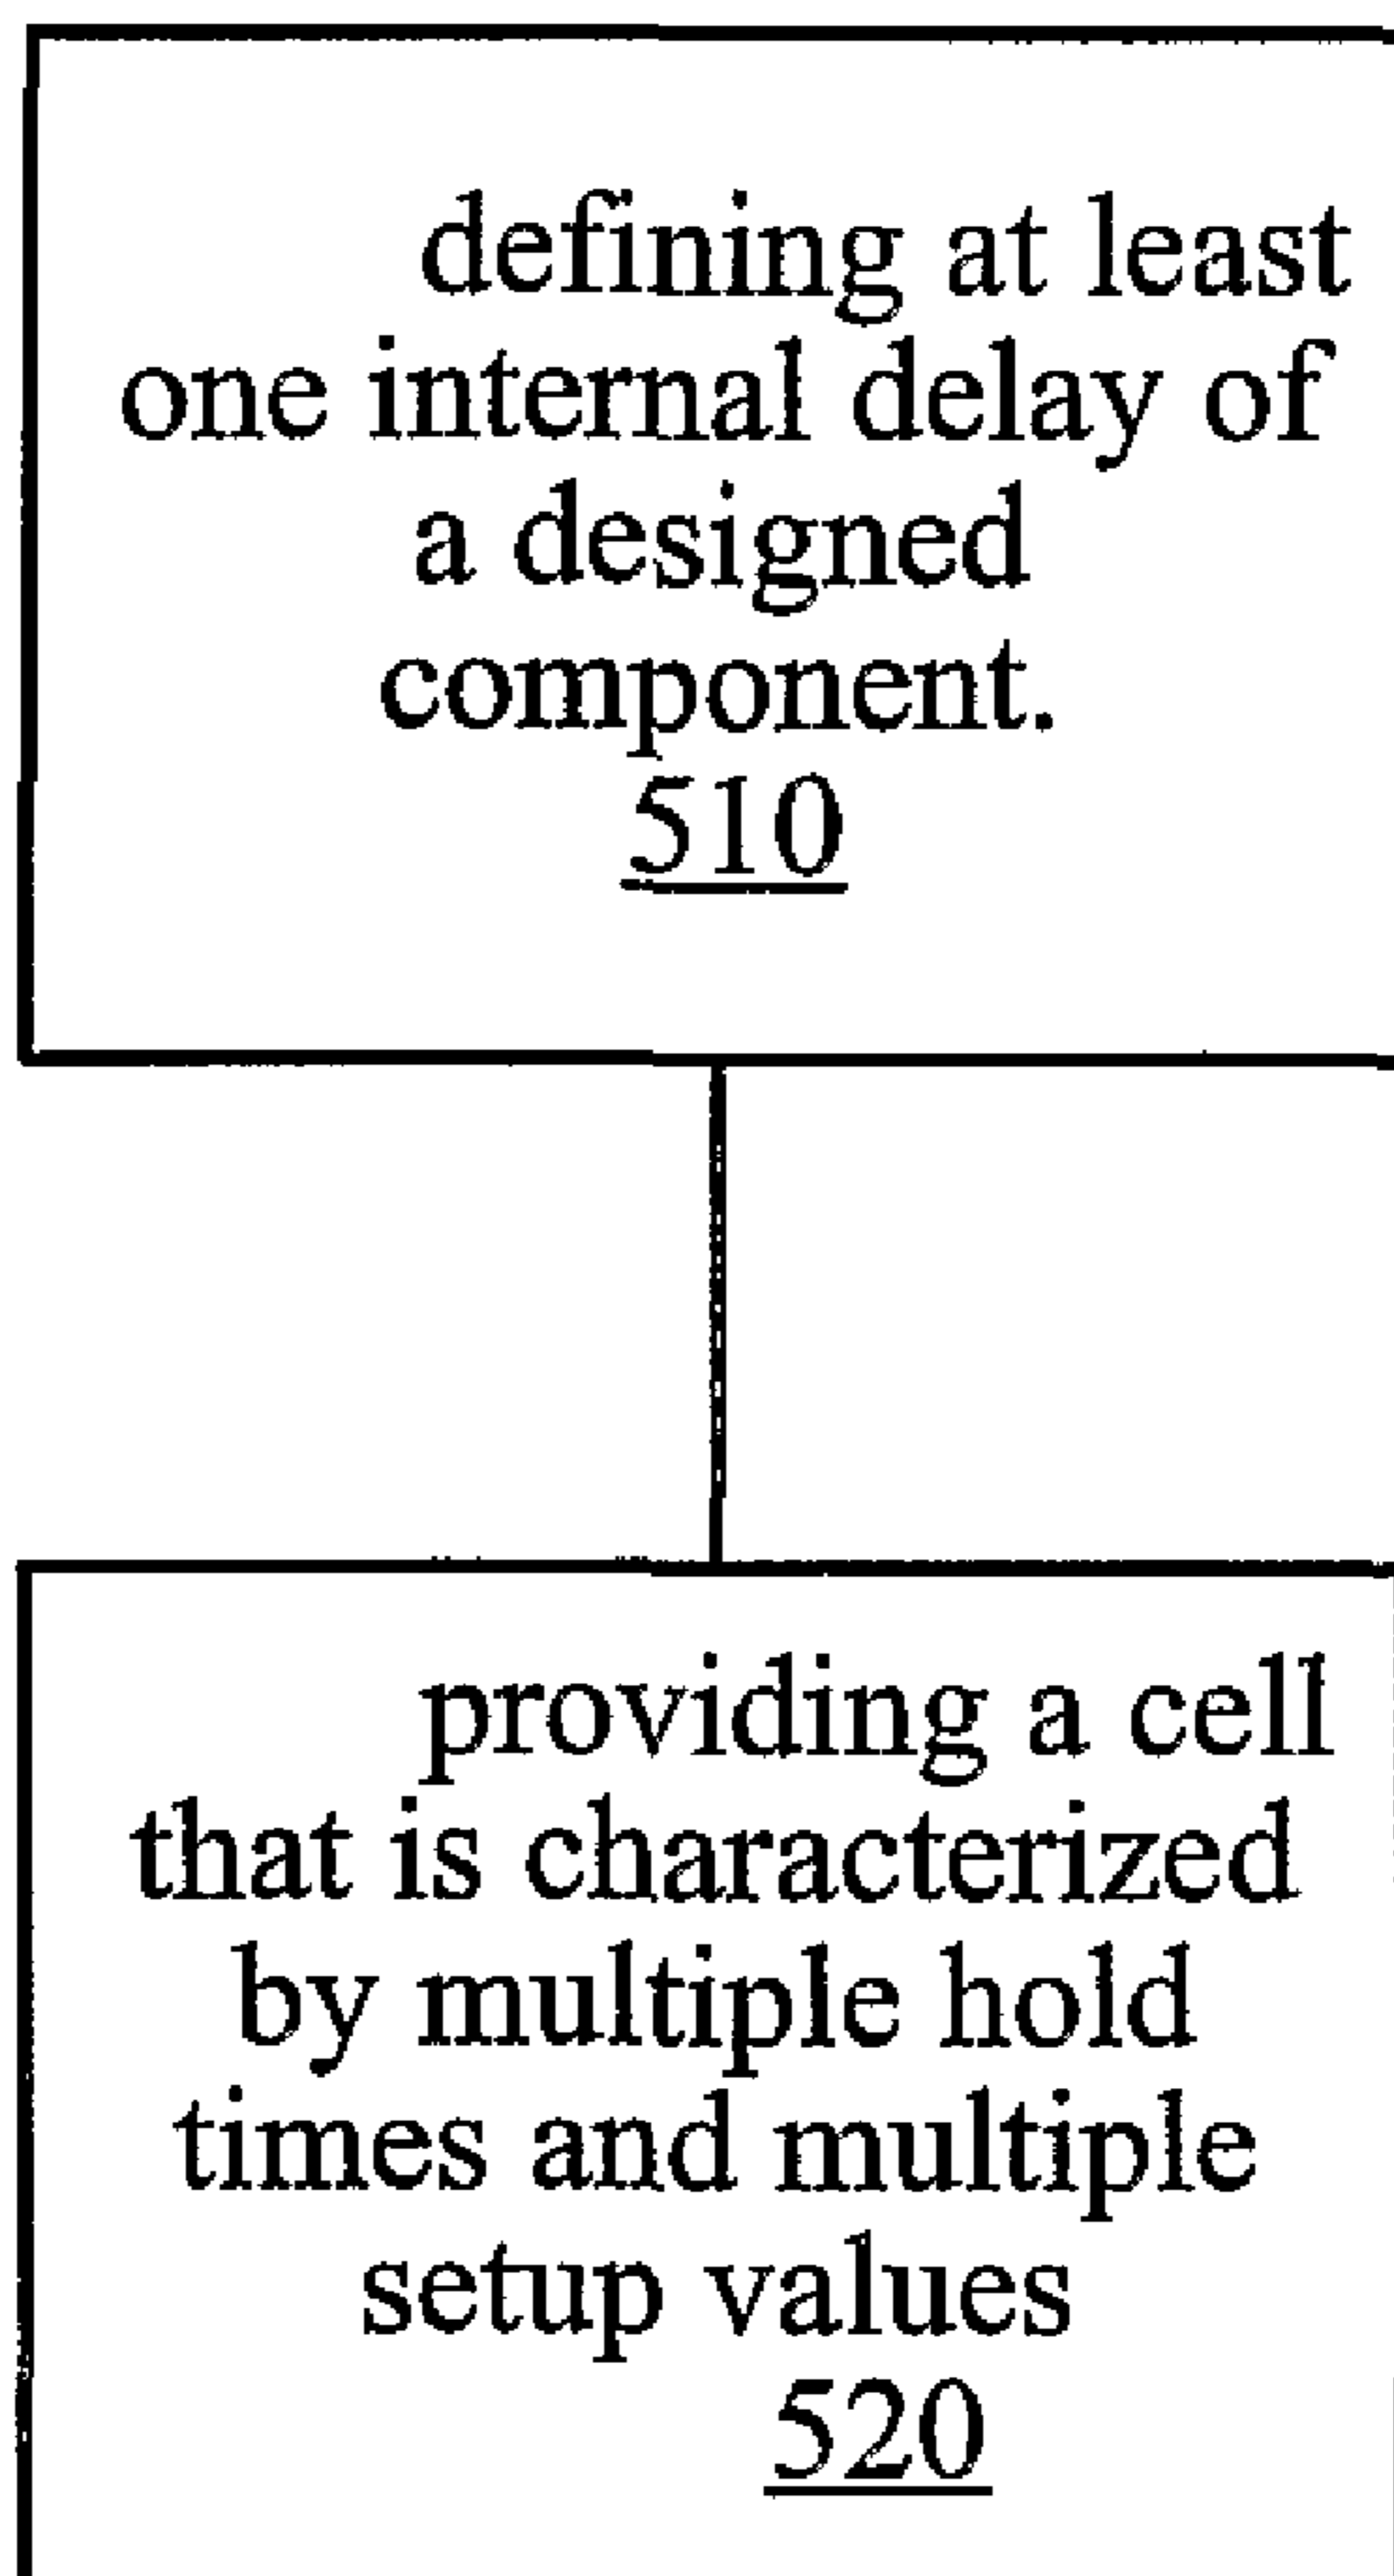 defining at least
one internal delay of
a designed
component.
510
providing a cell
that is characterized
by multiple hold
times and multiple
setup values
520